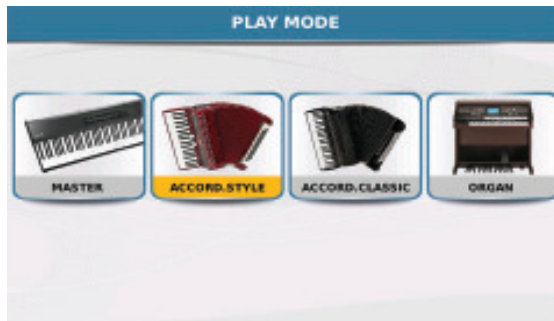 PLAY MODE
MASTER
ACCORD.STYLE
ACCORD.CLASSIC
ORGAN